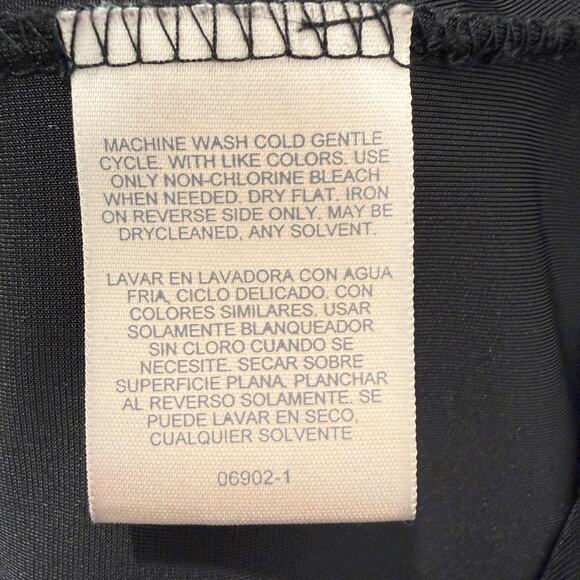 MACHINE WASH COLD GENTLE
CYCLE. WITH LIKE COLORS. USE
ONLY NON-CHLORINE BLEACH
WHEN NEEDED. DRY FLAT. IRON
ON REVERSE SIDE ONLY. MAY BE
DRYCLEANED, ANY SOLVENT.
LAVAR EN LAVADORA CON AGUA
FRIA, CICLO DELICADO. CON
COLORES SIMILARES. USAR
SOLAMENTE BLANQUEADOR
SIN CLORO CUANDO SE
NECESITE. SECAR SOBRE
SUPERFICIE PLANA. PLANCHAR
AL REVERSO SOLAMENTE. SE
PUEDE LAVAR EN SECO,
CUALQUIER SOLVENTE
06902-1